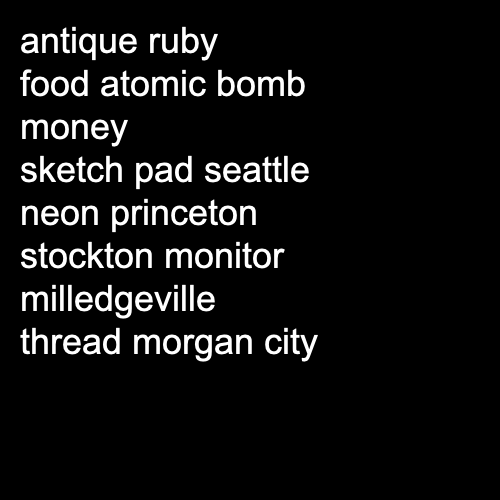 antique ruby
food atomic bomb
money
sketch pad seattle
neon princeton
stockton monitor
milledgeville
thread morgan city